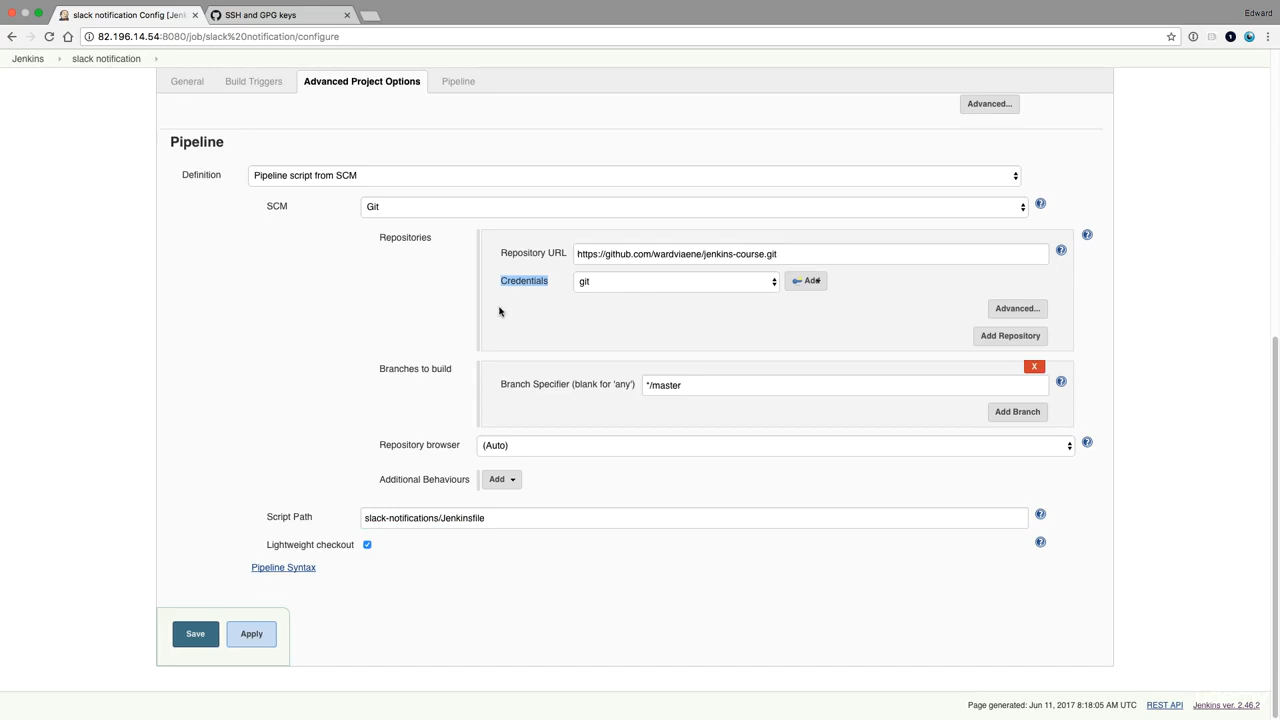 slack notification Config [Jen
SSH and GPG keys
Edward
82.196.14.54:8080/job/slack%20notification/configure
Jenkins
slack notification
General
Build Triggers
Advanced Project Options
Pipeline
Advanced...
Pipeline
Definition
Pipeline script from SCM
SCM
Git
Repositories
Repository URL
https://github.com/wardviaene/jenkins-course.git
Credentials
git
Add
Advanced...
Add Repository
Branches to build
X
Branch Specifier (blank for 'any')
*/master
Add Branch
Repository browser
(Auto)
Additional Behaviours
Add
Script Path
slack-notifications/Jenkinsfile
Lightweight checkout
Pipeline Syntax
Save
Apply
Page generated: Jun 11, 2017 8:18:05 AM UTC
REST API
Jenkins ver. 2.46.2